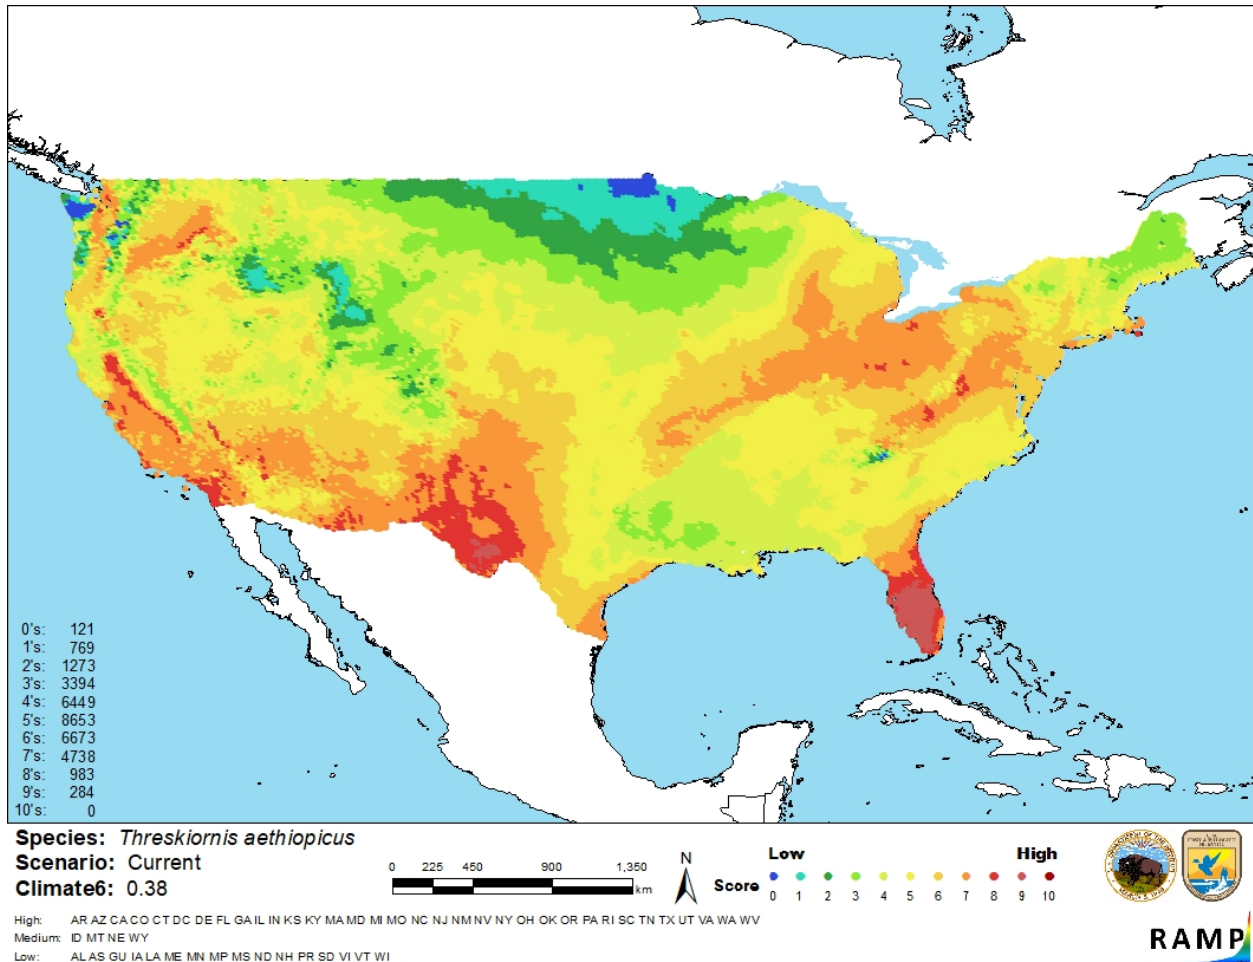 0's: 121
1's: 769
2's: 1273
3's: 3394
4's: 6449
5's: 8653
6's: 6673
7's: 4738
8's: 983
9's: 284
10's: 0
Species: Threskiornis aethiopicus
Scenario: Current
Climate6: 0.38
0 225 450 900 1,350
km
N
Low High
Score 0 1 2 3 4 5 6 7 8 9 10
High: AR AZ CA CO CT DC DE FL GA IL IN KS KY MA MD MI MO NC NJ NM NV NY OH OK OR PA RI SC TN TX UT VA WA WV
Medium: ID MT NE WY
Low: AL AS GU IA LA ME MN MP MS ND NH PR SD VI VT WI
RAMP